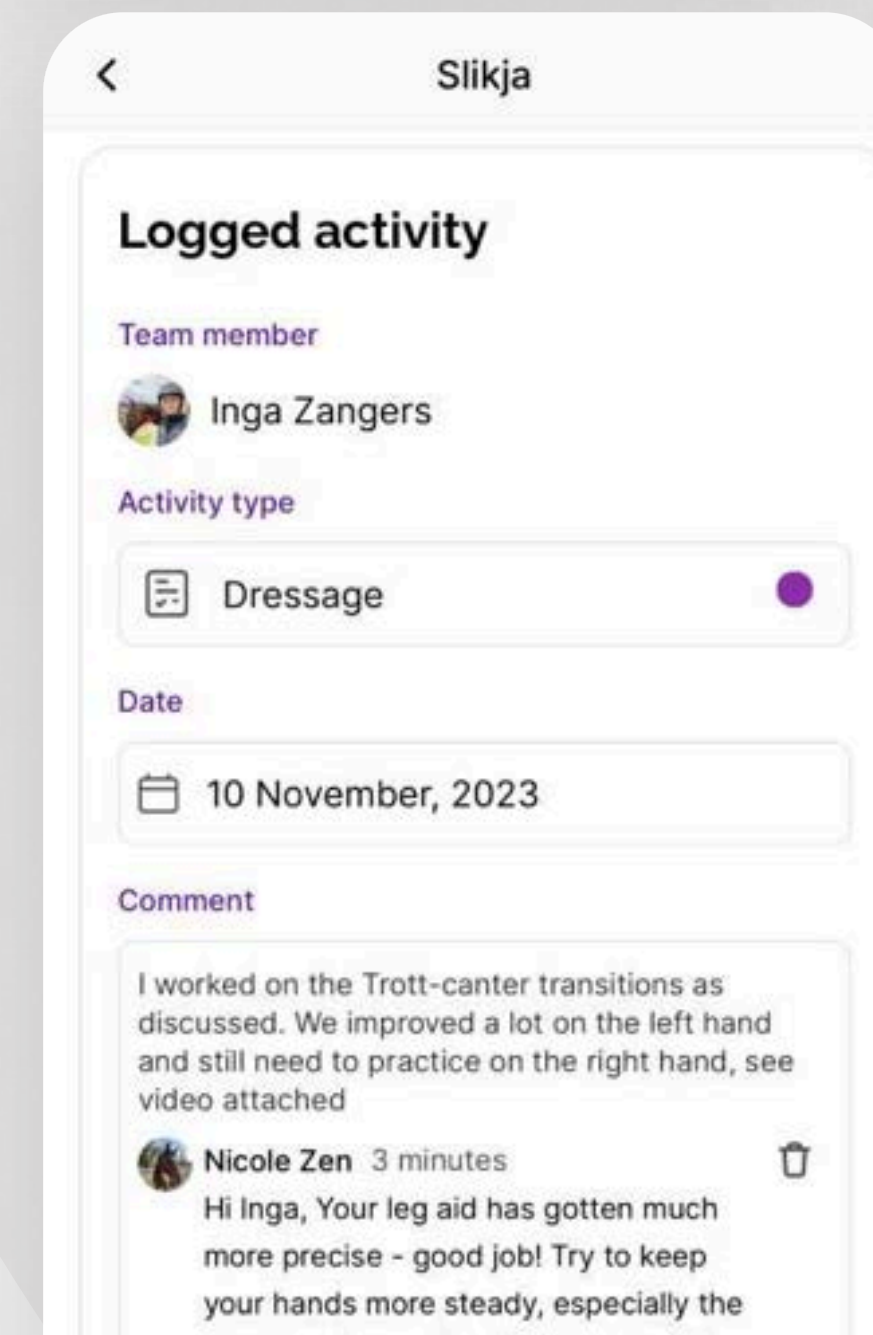 Slikja
Logged activity
Team member
Inga Zangers
Activity type
Dressage
Date
10 November, 2023
Comment
I worked on the Trott-canter transitions as
discussed. We improved a lot on the left hand
and still need to practice on the right hand, see
video attached
Nicole Zen 3 minutes
Hi Inga, Your leg aid has gotten much
more precise - good job! Try to keep
your hands more steady, especially the